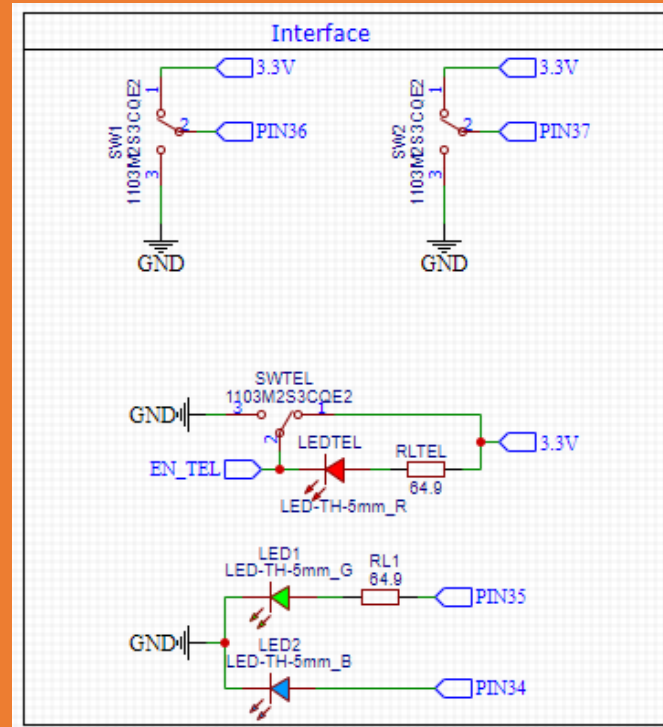 Interface
3.3V
1
2
PIN36
3
SW1
1103M2S3CQE2
GND
3.3V
1
2
PIN37
3
SW2
1103M2S3CQE2
GND
SWTEL
1103M2S3CQE2
GND
3
1
2
3.3V
LEDTEL
RLTEL
EN_TEL
64.9
LED-TH-5mm_R
LED1
LED-TH-5mm_G
RL1
64.9
PIN35
GND
LED2
LED-TH-5mm_B
PIN34